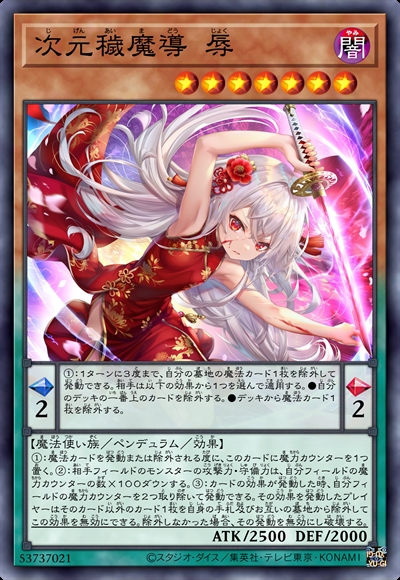 次元穢魔導 辱
じ げん あい ま どう じょく
闇
やみ
①：1ターンに3度まで、自分の墓地の魔法カード1枚を除外して
発動できる。相手は以下の効果から1つを選んで適用する。●自分
のデッキの一番上のカードを除外する。●デッキから魔法カード1
枚を除外する。
2
2
【魔法使い族／ペンデュラム／効果】
①：魔法カードを発動または除外される度に、このカードに魔力カウンターを1つ
置く。②：相手フィールドのモンスターの攻撃力・守備力は、自分フィールドの魔
力カウンターの数×100ダウンする。③：カードの効果が発動した時、自分フ
ィールドの魔力カウンターを2つ取り除いて発動できる。その効果を発動したプレイ
ヤーはそのカード以外のカード1枚を自身の手札及びお互いの墓地から除外して
この効果を無効にできる。除外しなかった場合、その発動を無効にし破壊する。
ATK/2500 DEF/2000
53737021
©スタジオ・ダイス／集英社・テレビ東京・KONAMI